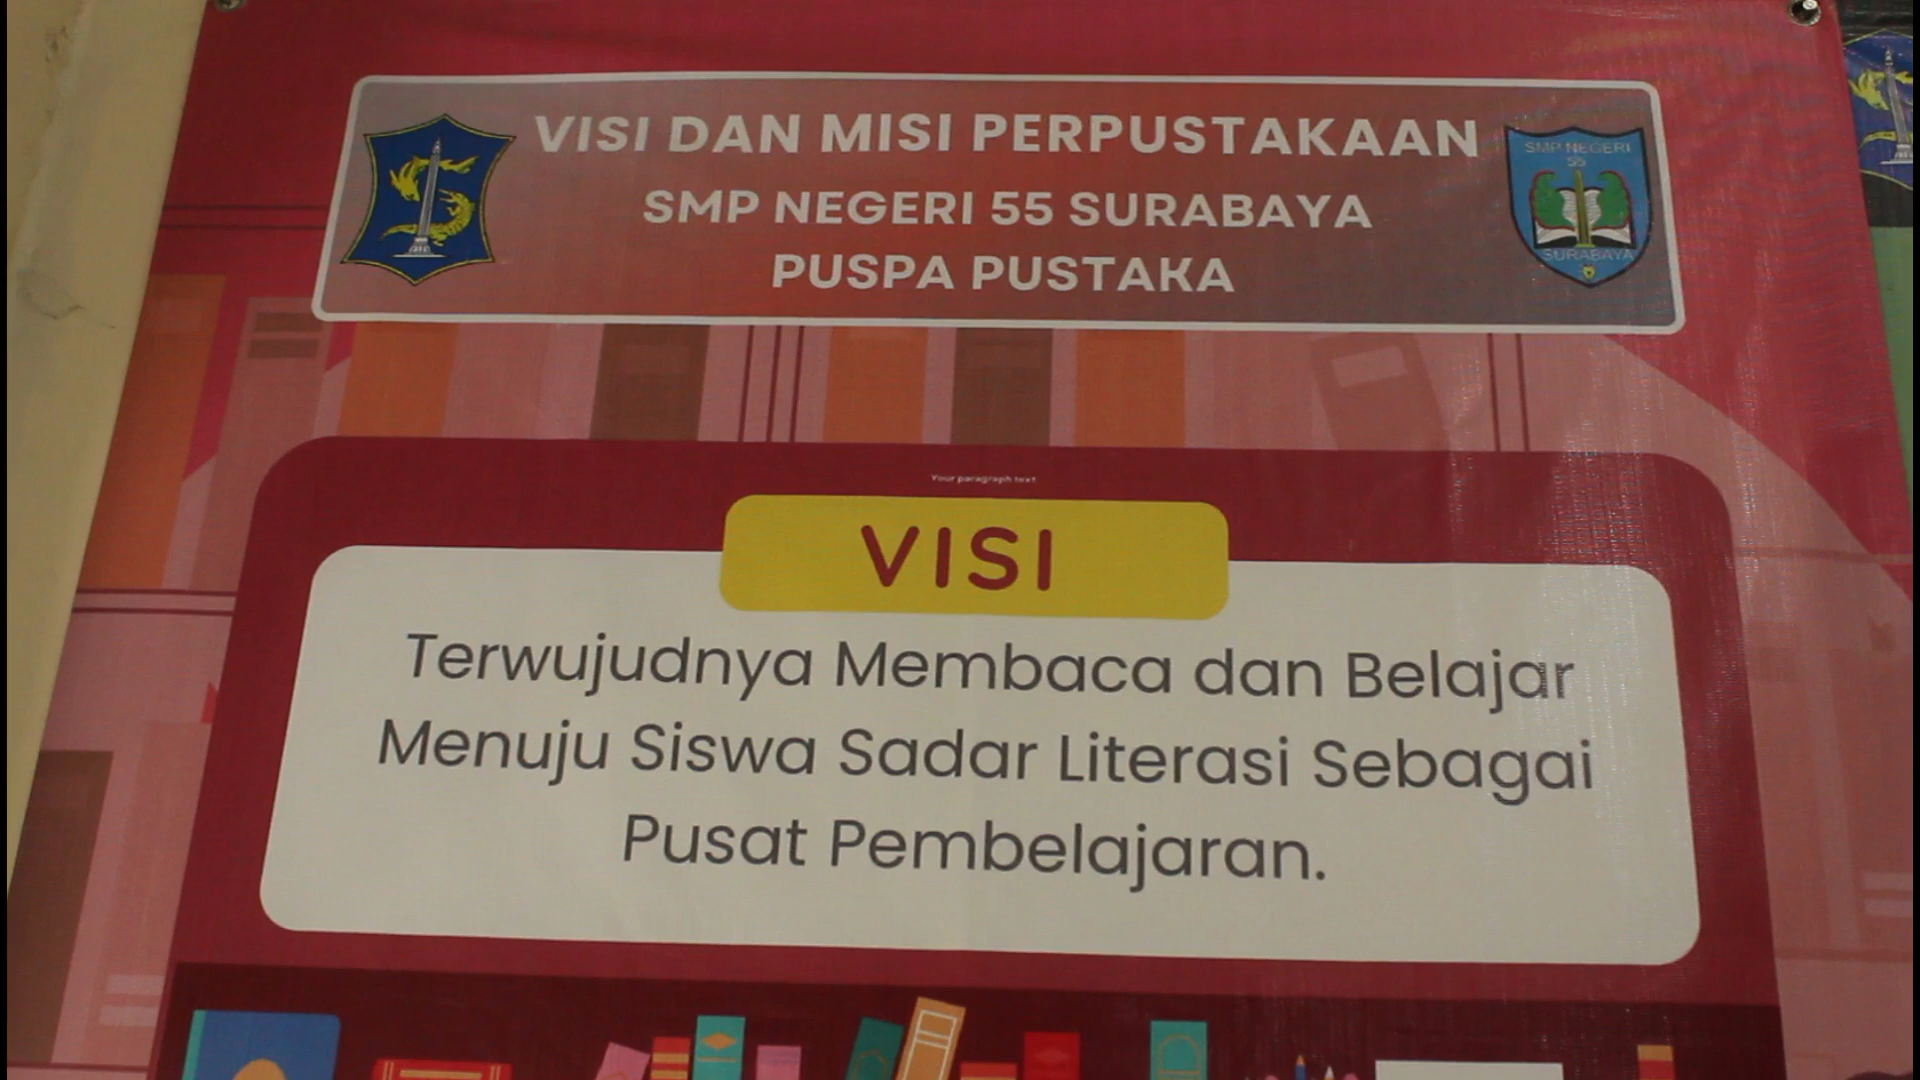 VISI DAN MISI PERPUSTAKAAN
SMP NEGERI 55 SURABAYA
PUSPA PUSTAKA
SMP NEGERI
55
SURABAYA
Your paragraph text
VISI
Terwujudnya Membaca dan Belajar
Menuju Siswa Sadar Literasi Sebagai
Pusat Pembelajaran.